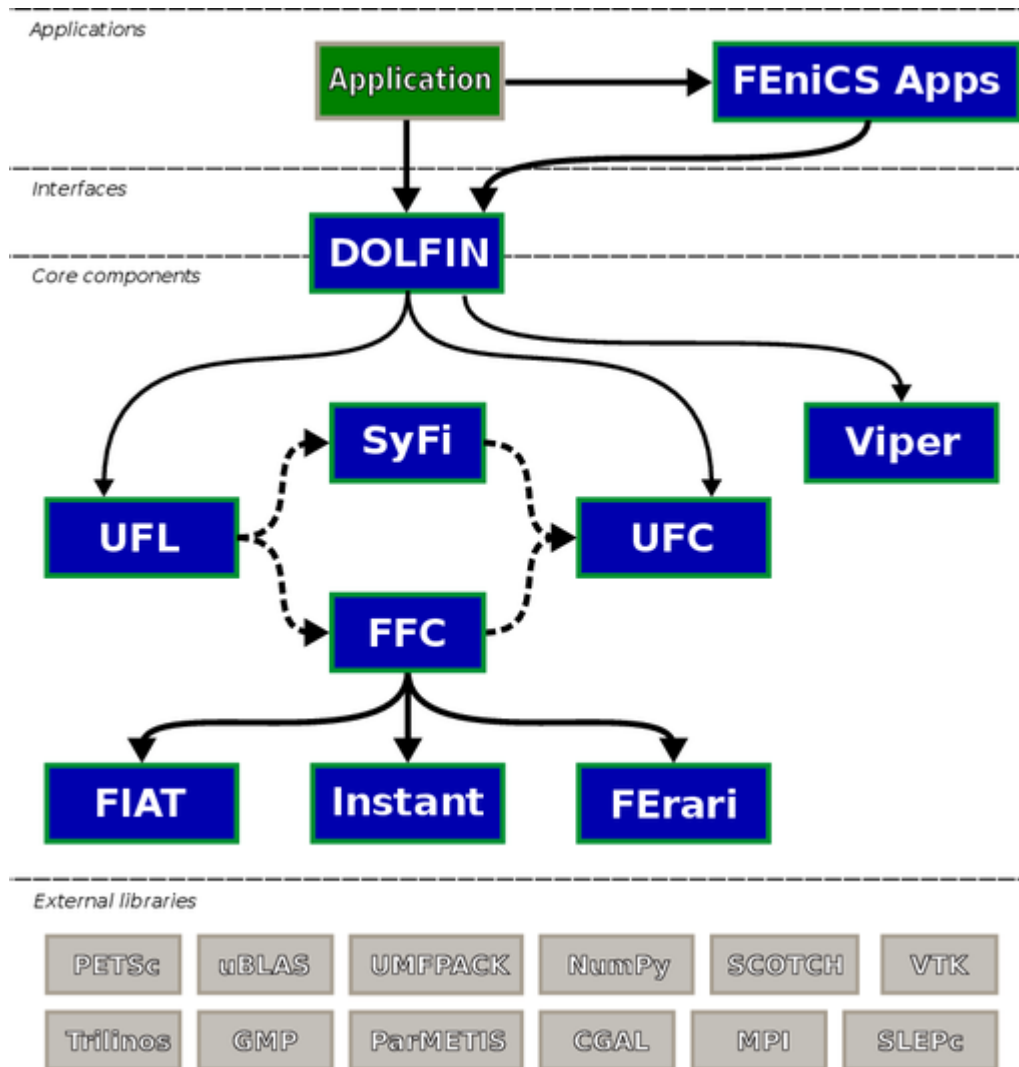 Applications
Application
FEniCS Apps
Interfaces
DOLFIN
Core components
SyFi
Viper
UFL
UFC
FFC
FIAT
Instant
FErari
External libraries
PETSc
uBLAS
UMFPACK
NumPy
SCOTCH
VTK
Trilinos
GMP
ParMETIS
CGAL
MPI
SLEPc